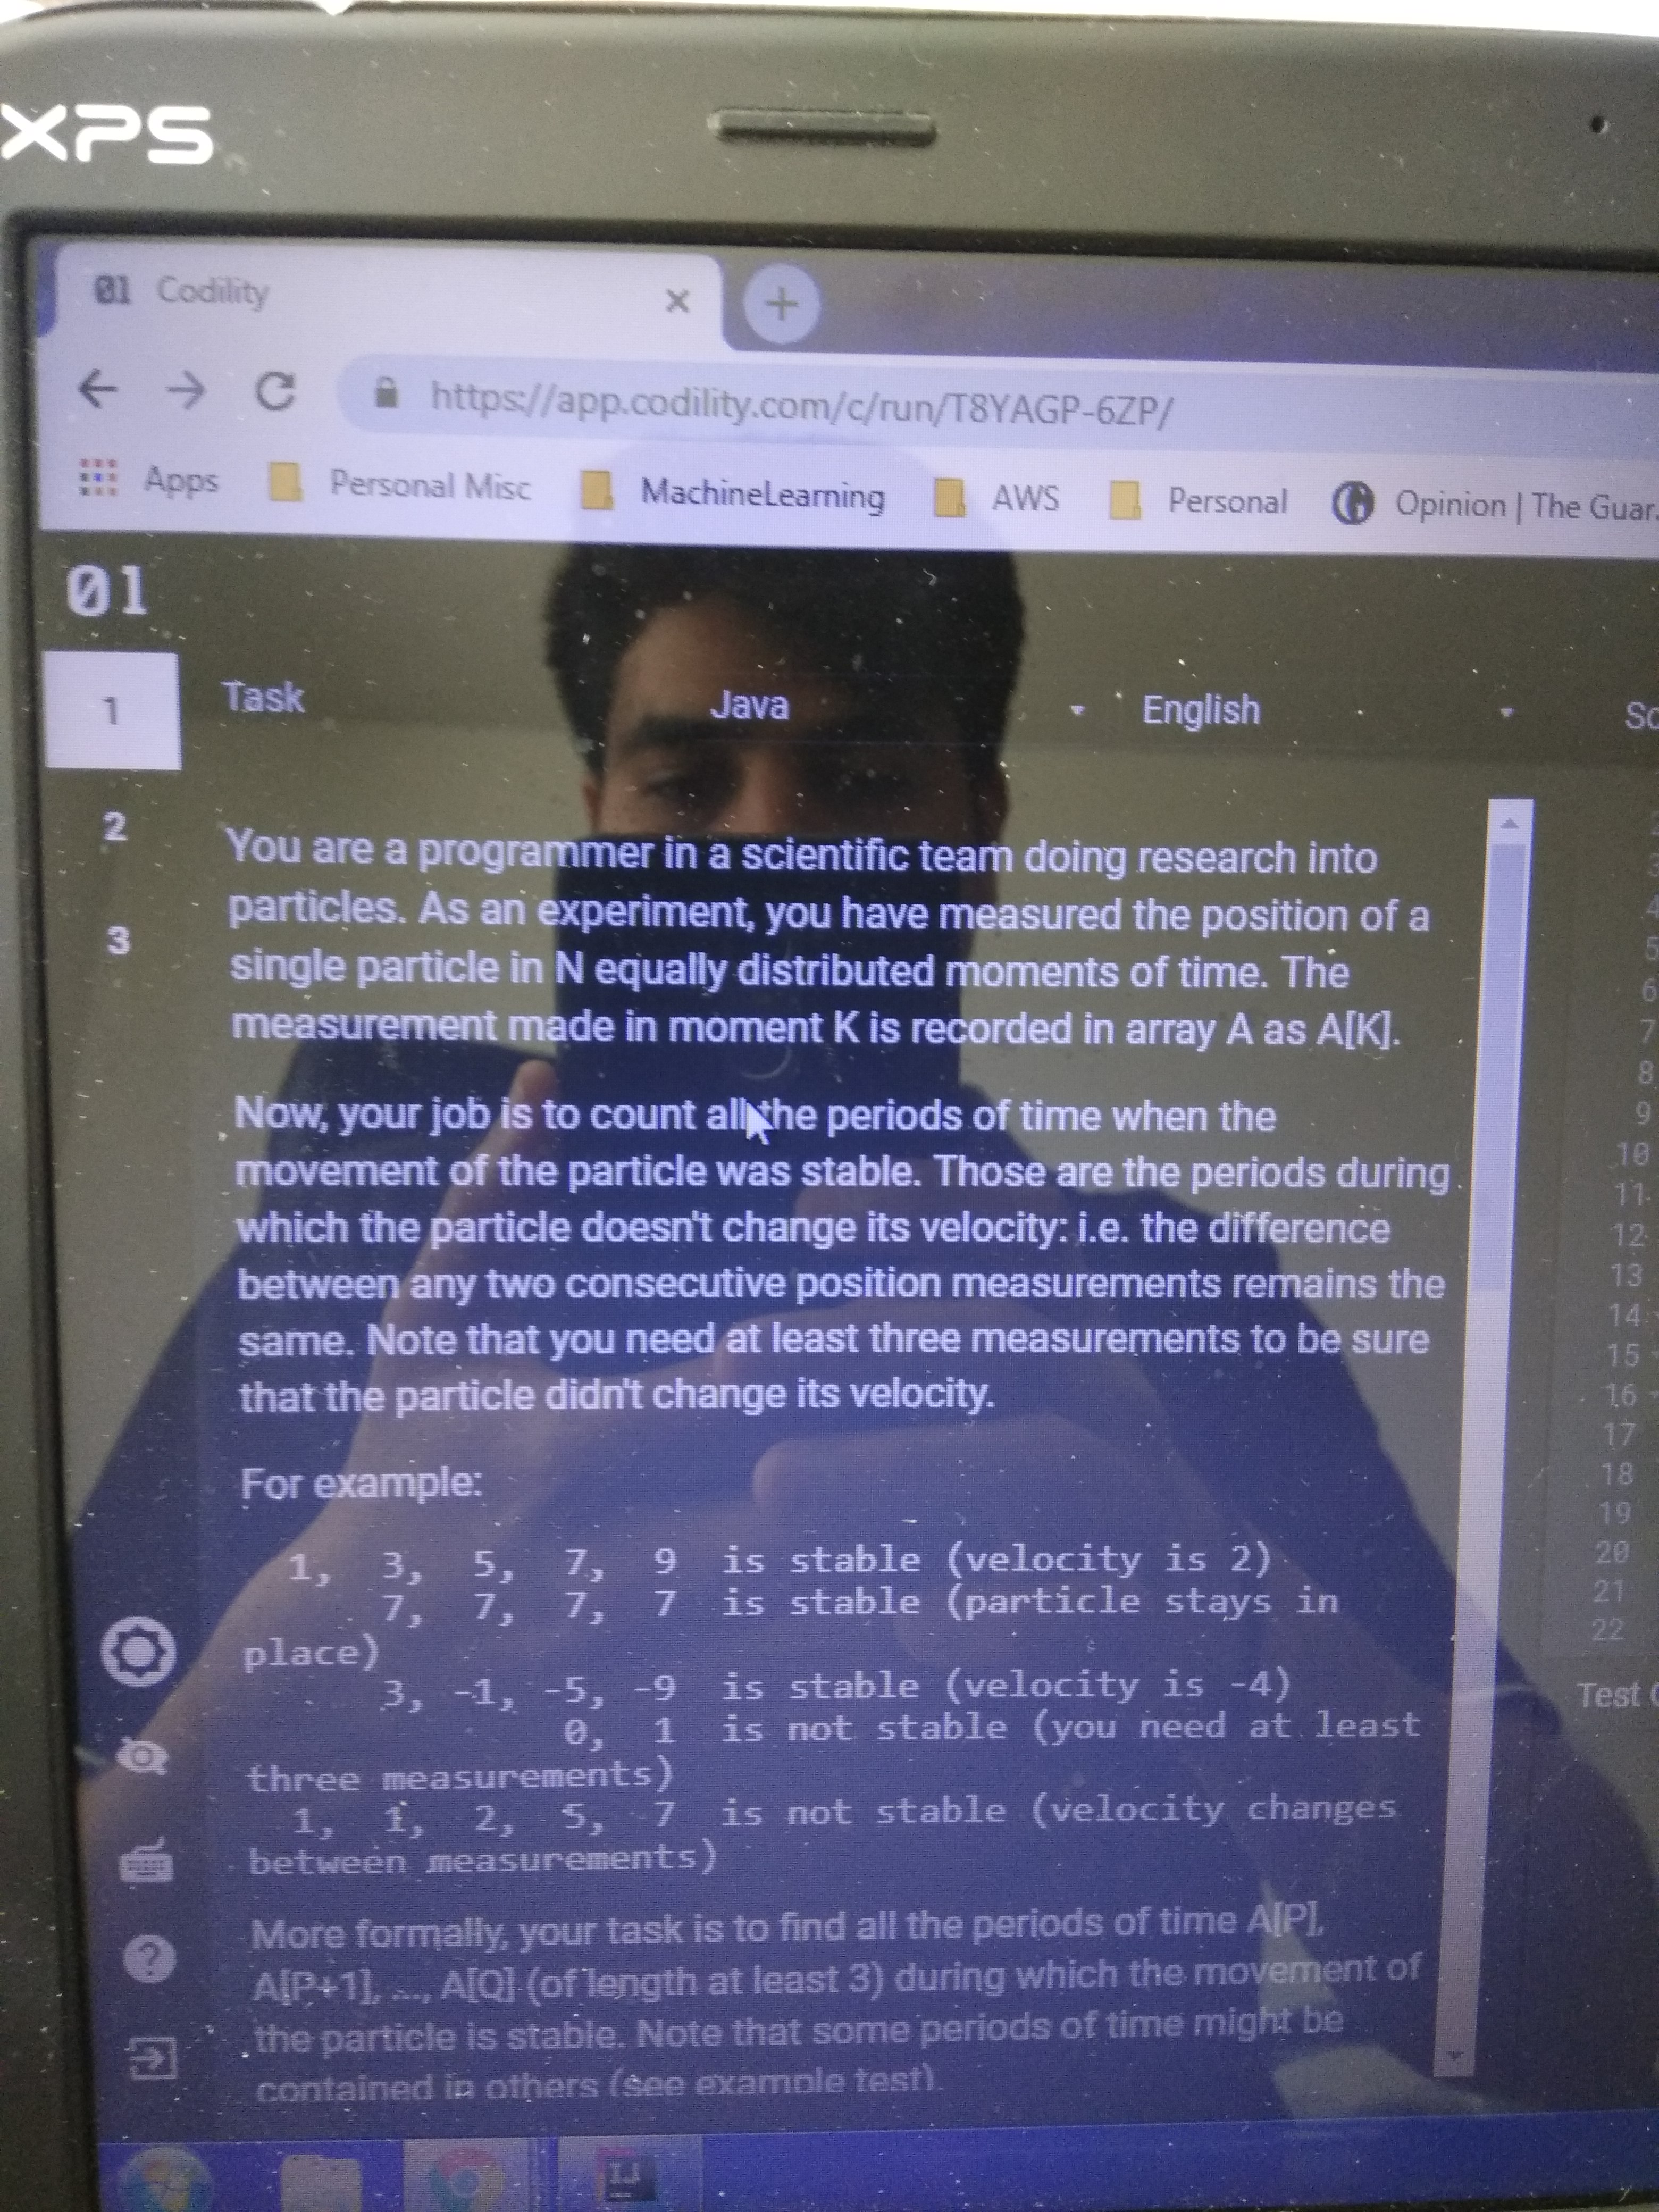 XPS
01 Codility
https://app.codility.com/c/run/T8YAGP-6ZP/
Apps Personal Misc MachineLearning AWS Personal Opinion | The Guar.
01
1 Task Java English So
2
3
You are a programmer in a scientific team doing research into
particles. As an experiment, you have measured the position of a
single particle in N equally distributed moments of time. The
measurement made in moment K is recorded in array A as A[K].
Now, your job is to count all the periods of time when the
movement of the particle was stable. Those are the periods during
which the particle doesn't change its velocity: i.e. the difference
between any two consecutive position measurements remains the
same. Note that you need at least three measurements to be sure
that the particle didn't change its velocity.
For example:
1, 3, 5, 7, 9 is stable (velocity is 2)
7, 7, 7, 7 is stable (particle stays in
place)
3, -1, -5, -9 is stable (velocity is -4)
0, 1 is not stable (you need at least
three measurements)
1, 1, 2, 5, 7 is not stable (velocity changes
between measurements)
More formally, your task is to find all the periods of time A[P],
A[P+1], ..., A[Q] (of length at least 3) during which the movement of
the particle is stable. Note that some periods of time might be
contained in others (see example test).
2
3
4
5
6
7
8
9
10
11
12
13
14
15
16
17
18
19
20
21
22
Test
IJ